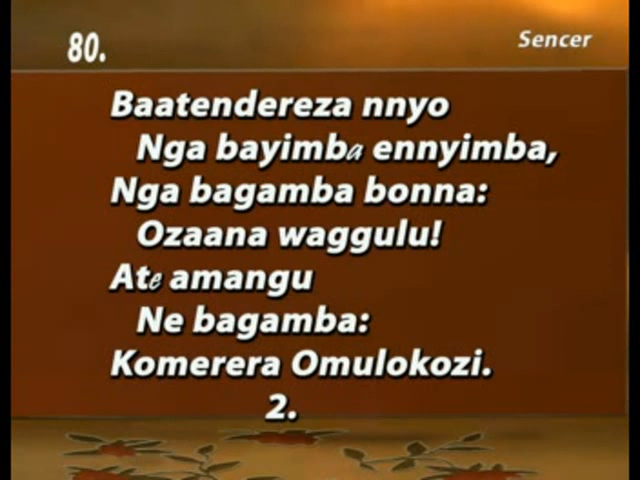 80.
Sencer
Baatendereza nnyo
Nga bayimba ennyimba,
Nga bagamba bonna:
Ozaana waggulu!
Ate amangu
Ne bagamba:
Komerera Omulokozi.
2.